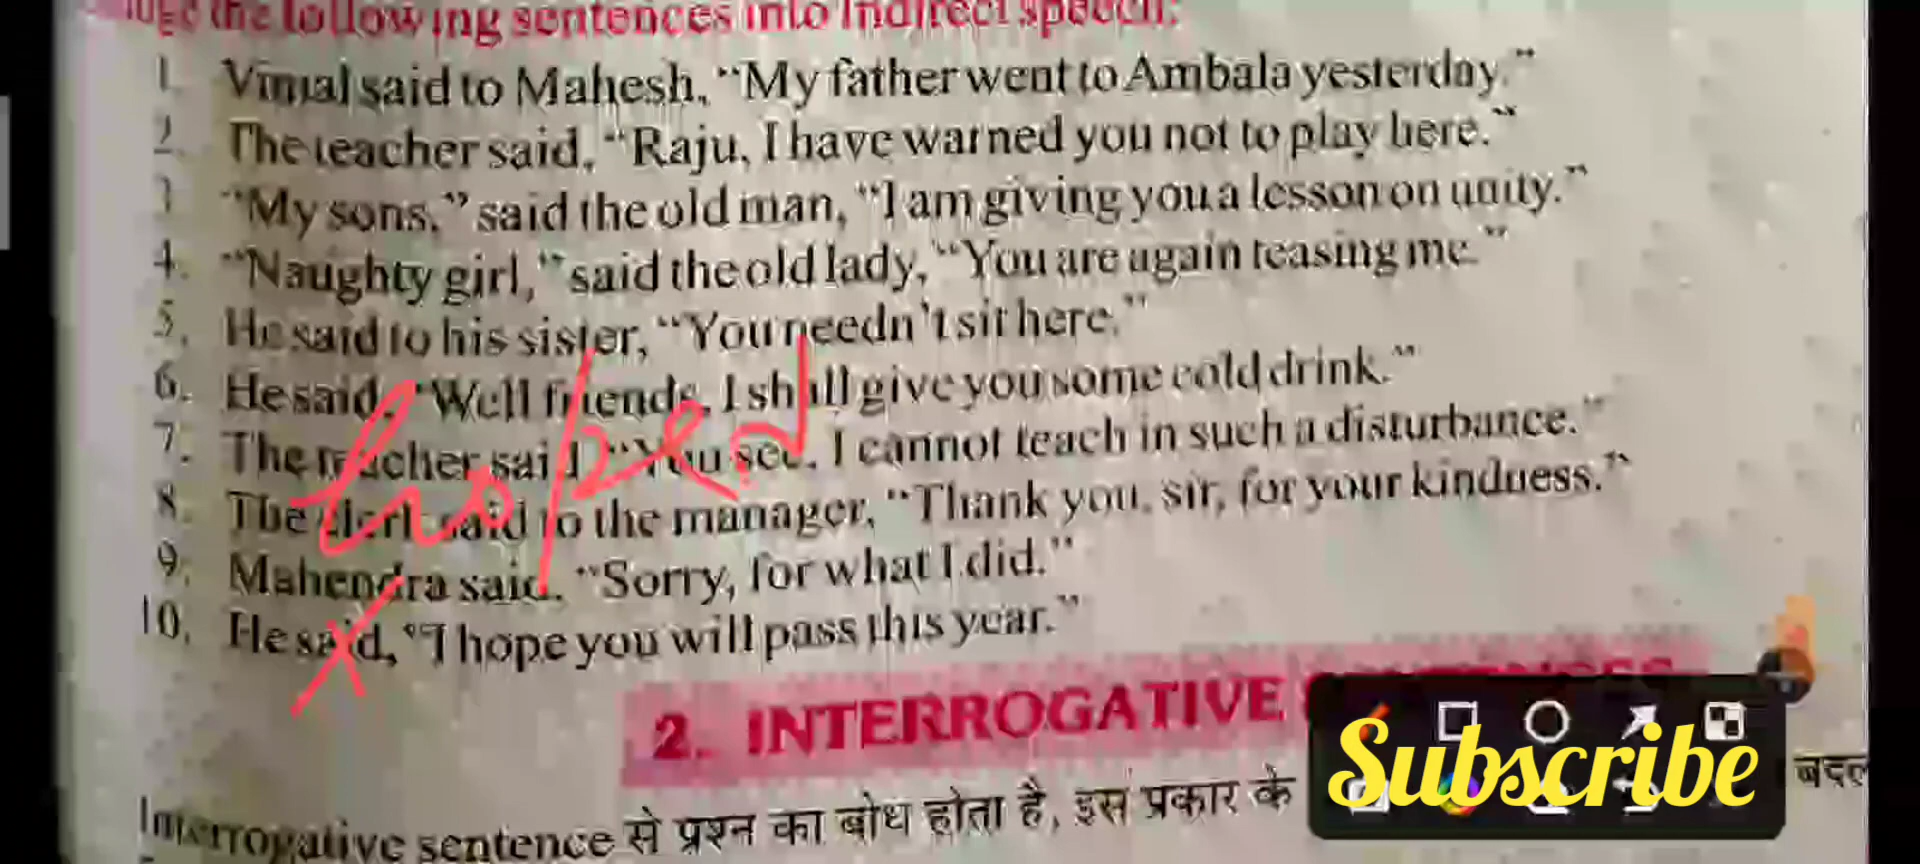 the following sentences into Indirect speech:
1. Vimal said to Mahesh, "My father went to Ambala yesterday."
2. The teacher said, "Raju, I have warned you not to play here."
3. "My sons," said the old man, "I am giving you a lesson on unity."
4. "Naughty girl," said the old lady, "You are again teasing me."
5. He said to his sister, "You needn't sit here."
6. He said, "Well friends, I shall give you some cold drink."
7. The teacher said, "You see, I cannot teach in such a disturbance."
8. The clerk said to the manager, "Thank you, sir, for your kindness."
hoped
9. Mahendra said, "Sorry, for what I did."
10. He said, "I hope you will pass this year."
2. INTERROGATIVE SENTENCES
Subscribe
Interrogative sentence से प्रश्न का बोध होता है, इस प्रकार के